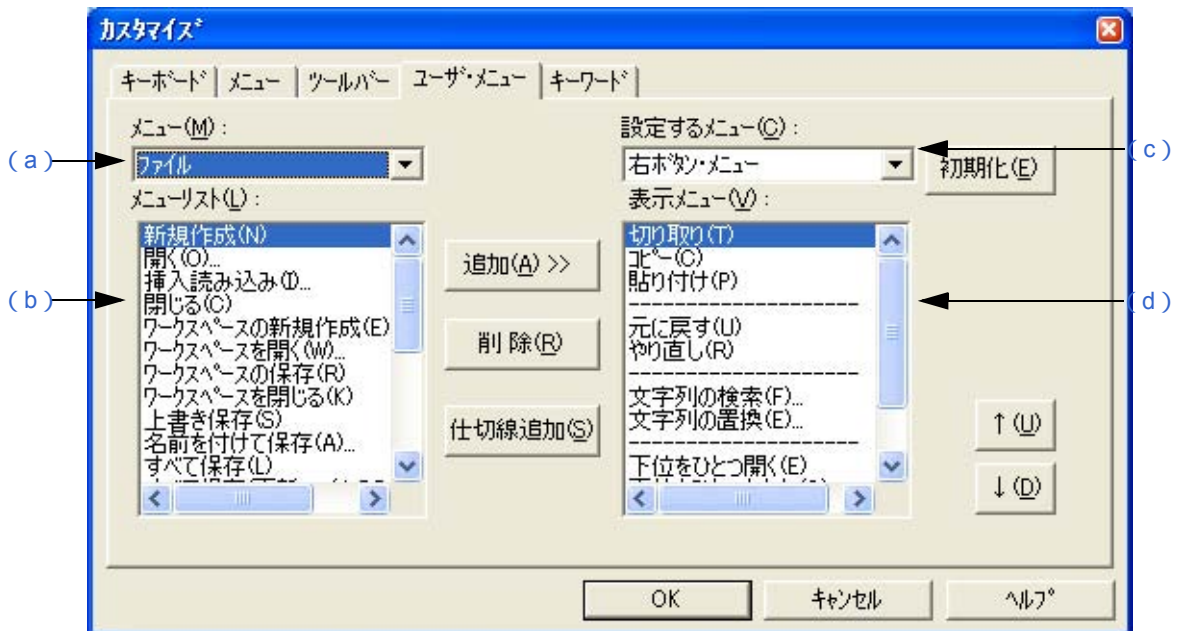 カスタマイズ
キーボード メニュー ツールバー ユーザ・メニュー キーワード
メニュー(M) :
設定するメニュー(C) :
(a)
ファイル
右ボタン・メニュー
(c)
初期化(E)
メニューリスト(L) :
表示メニュー(V) :
新規作成(N)
開く(O)...
挿入読み込み(I)...
閉じる(C)
ワークスペースの新規作成(E)
ワークスペースを開く(W)...
ワークスペースの保存(R)
ワークスペースを閉じる(K)
上書き保存(S)
名前を付けて保存(A)...
すべて保存(L)
(b)
追加(A) >>
削 除(R)
仕切線追加(S)
切り取り(T)
コピー(C)
貼り付け(P)
--------------------
元に戻す(U)
やり直し(R)
--------------------
文字列の検索(F)...
文字列の置換(E)...
--------------------
下位をひとつ開く(E)
(d)
↑(U)
↓(D)
OK
キャンセル
ヘルプ